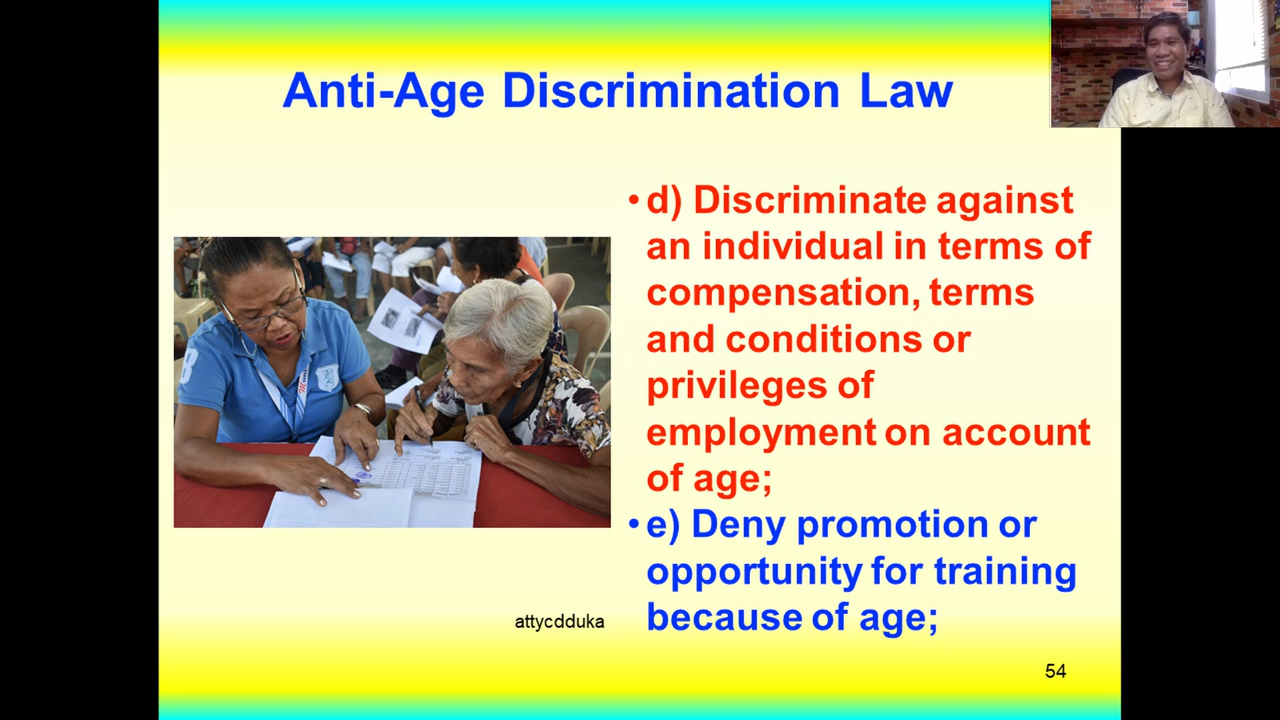 Anti-Age Discrimination Law
• d) Discriminate against
an individual in terms of
compensation, terms
and conditions or
privileges of
employment on account
of age;
• e) Deny promotion or
opportunity for training
because of age;
attycdduka
54